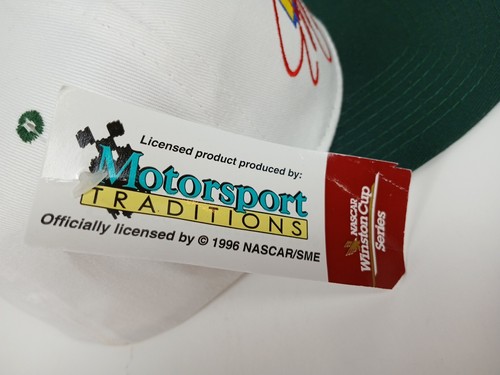 Licensed product produced by:
Motorsport
TRADITIONS
Officially licensed by © 1996 NASCAR/SME
NASCAR
Winston Cup
Series